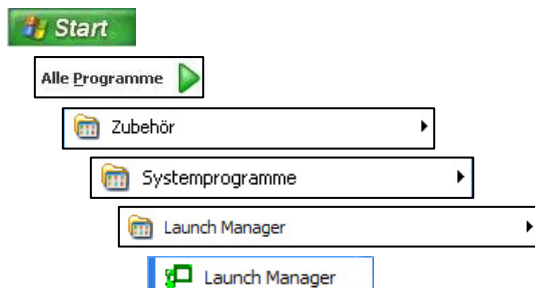 Start
Alle Programme
Zubehör
Systemprogramme
Launch Manager
Launch Manager